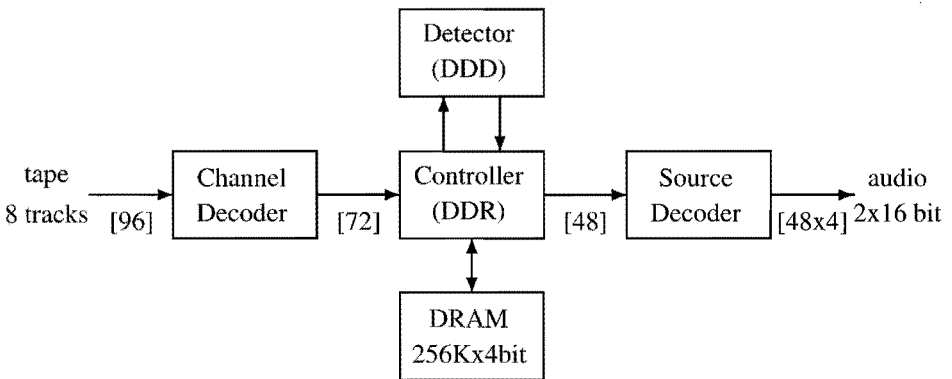 Detector
(DDD)
tape
8 tracks
[96]
Channel
Decoder
[72]
Controller
(DDR)
[48]
Source
Decoder
[48x4]
audio
2x16 bit
DRAM
256Kx4bit